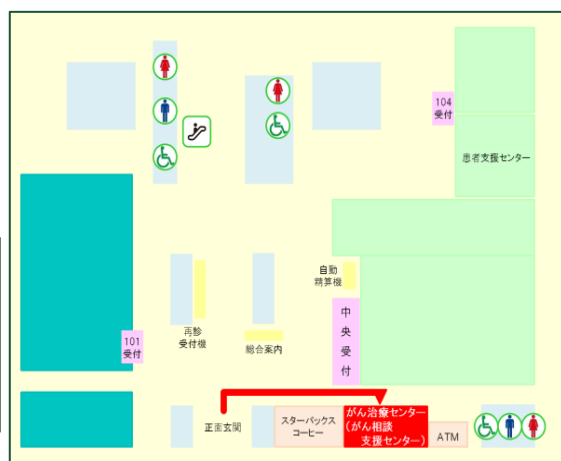 104
受付
患者支援センター
自動
精算機
再診
受付機
総合案内
中
央
受
付
101
受付
正面玄関
スターバックス
コーヒー
がん治療センター
(がん相談
支援センター)
ATM